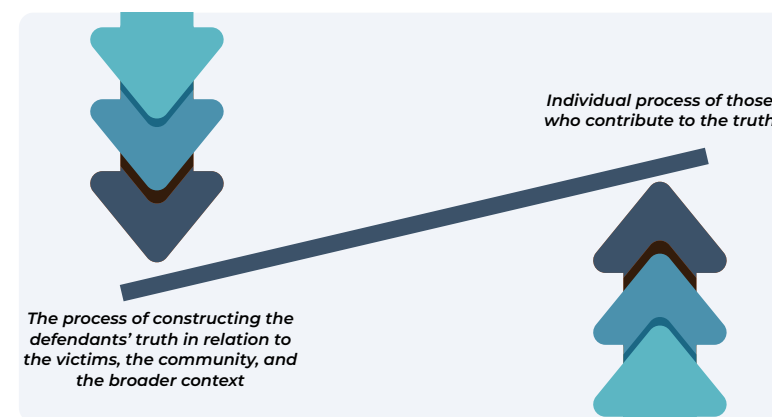 Individual process of those
who contribute to the truth
The process of constructing the
defendants’ truth in relation to
the victims, the community, and
the broader context